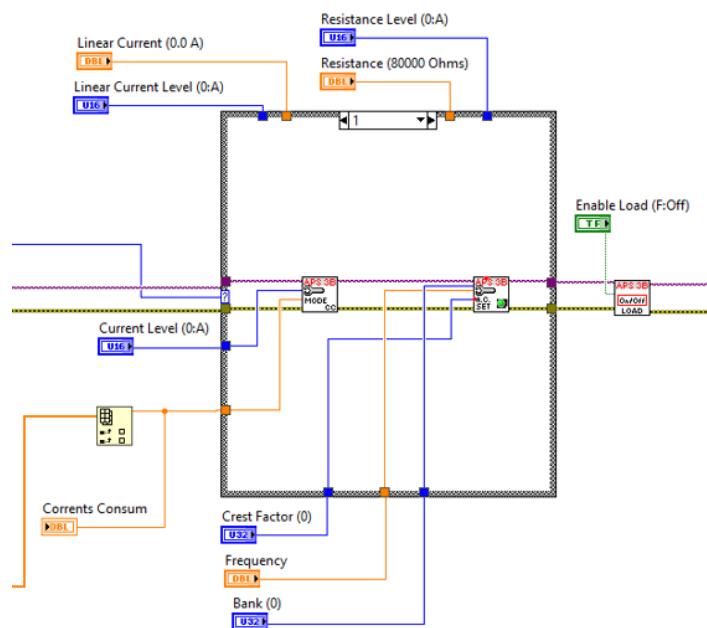 Resistance Level (0:A)
U16
Linear Current (0.0 A)
DBL
Resistance (80000 Ohms)
DBL
Linear Current Level (0:A)
U16
1
Enable Load (F:Off)
TF
APS 3B
MODE
CC
APS 3B
A.C.
SET
APS 3B
On/Off
LOAD
?
Current Level (0:A)
U16
Corrents Consum
DBL
Crest Factor (0)
U32
Frequency
DBL
Bank (0)
U32